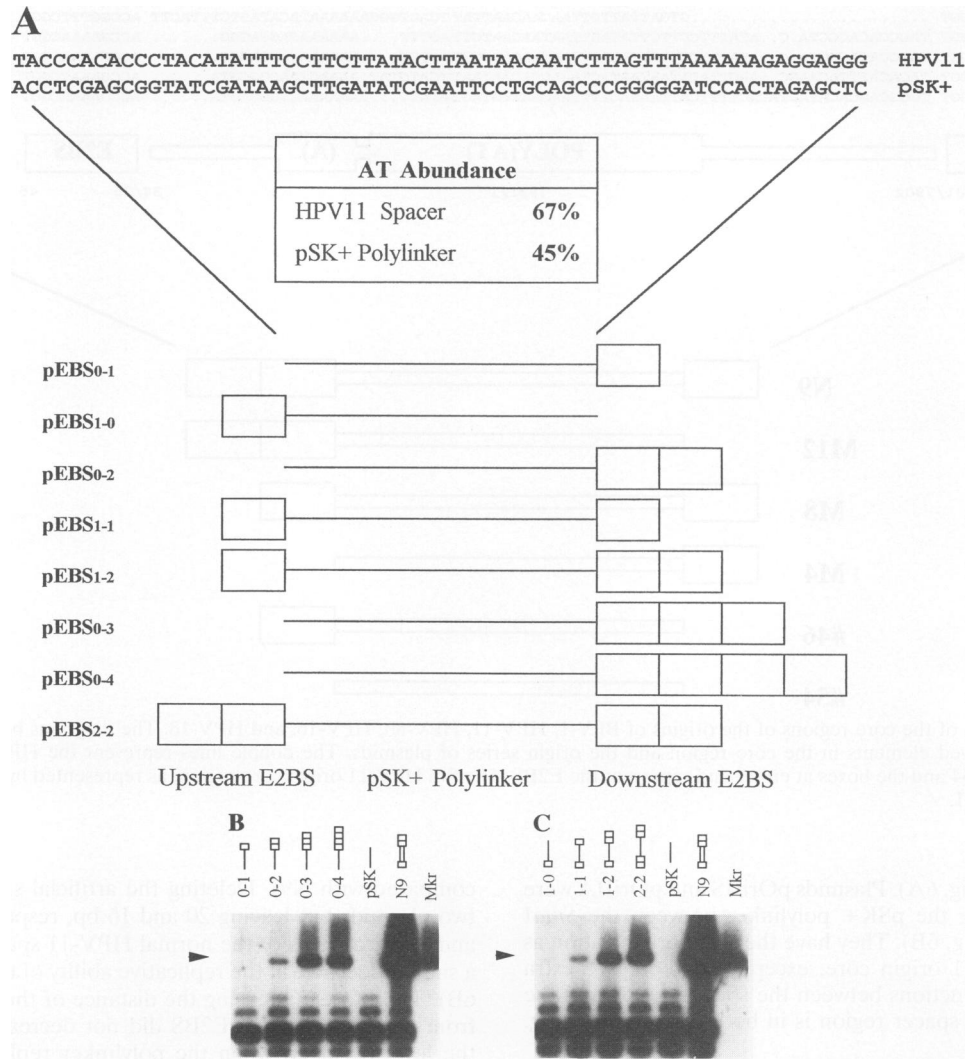 A
TACCCACACCCTACATATTTCCTTCTTATACTTAATAACAATCTTAGTTTAAAAAAGAGGAGGG HPV11
ACCTCGAGCGGTATCGATAAGCTTGATATCGAATTCCTGCAGCCCGGGGGATCCACTAGAGCTC pSK+
AT Abundance
HPV11 Spacer 67%
pSK+ Polylinker 45%
pEBS0-1
pEBS1-0
pEBS0-2
pEBS1-1
pEBS1-2
pEBS0-3
pEBS0-4
pEBS2-2
Upstream E2BS pSK+ Polylinker Downstream E2BS
B
0-1 0-2 0-3 0-4 pSK N9 Mkr
C
1-0 1-1 1-2 2-2 pSK N9 Mkr